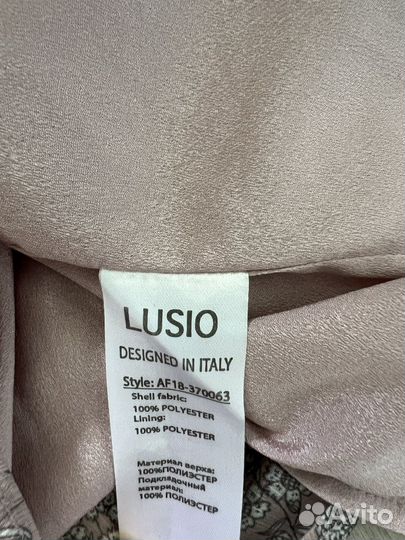 LUSIO
DESIGNED IN ITALY
Style: AF18-370063
Shell fabric:
100% POLYESTER
Lining:
100% POLYESTER
Материал верха:
100%ПОЛИЭСТЕР
Подкладочный
материал:
100% ПОЛИЭСТЕР
Avito